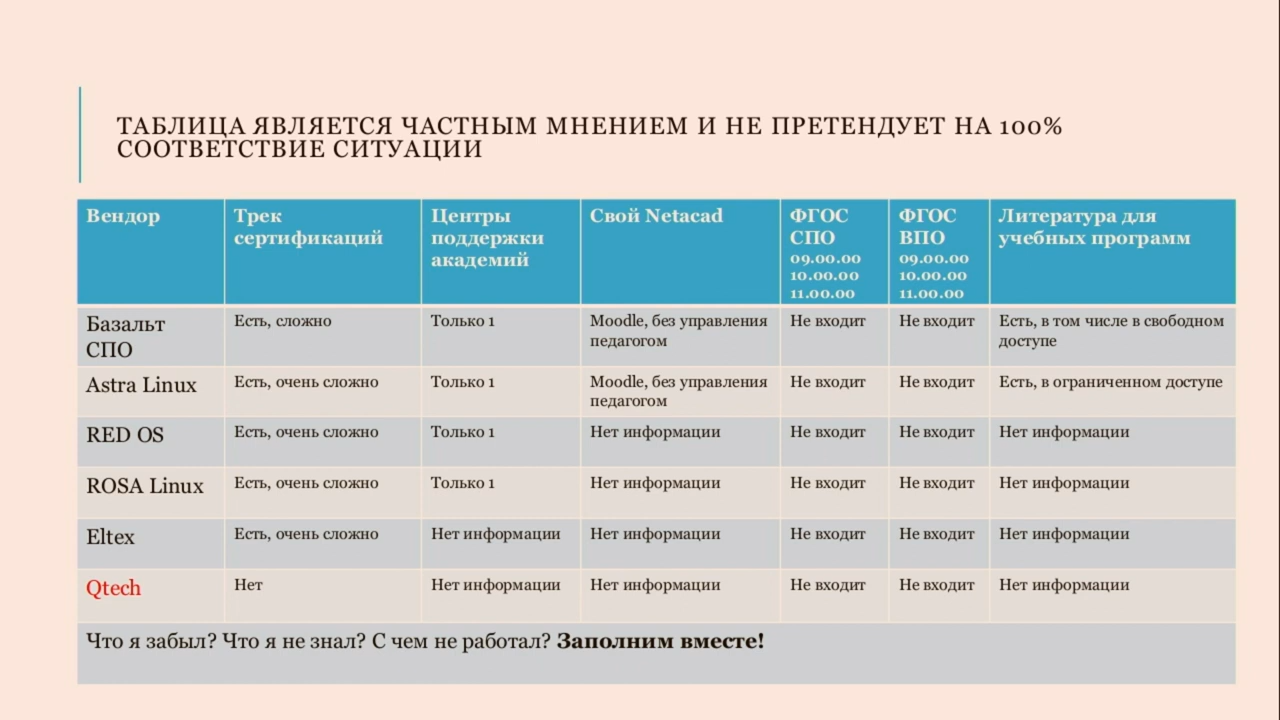 ТАБЛИЦА ЯВЛЯЕТСЯ ЧАСТНЫМ МНЕНИЕМ И НЕ ПРЕТЕНДУЕТ НА 100%
СООТВЕТСТВИЕ СИТУАЦИИ
Вендор
Трек
сертификаций
Центры
поддержки
академий
Свой Netacad
ФГОС
СПО
09.00.00
10.00.00
11.00.00
ФГОС
ВПО
09.00.00
10.00.00
11.00.00
Литература для
учебных программ
Базальт
СПО
Есть, сложно
Только 1
Moodle, без управления
педагогом
Не входит
Не входит
Есть, в том числе в свободном
доступе
Astra Linux
Есть, очень сложно
Только 1
Moodle, без управления
педагогом
Не входит
Не входит
Есть, в ограниченном доступе
RED OS
Есть, очень сложно
Только 1
Нет информации
Не входит
Не входит
Нет информации
ROSA Linux
Есть, очень сложно
Только 1
Нет информации
Не входит
Не входит
Нет информации
Eltex
Есть, очень сложно
Нет информации
Нет информации
Не входит
Не входит
Нет информации
Qtech
Нет
Нет информации
Нет информации
Не входит
Не входит
Нет информации
Что я забыл? Что я не знал? С чем не работал? Заполним вместе!